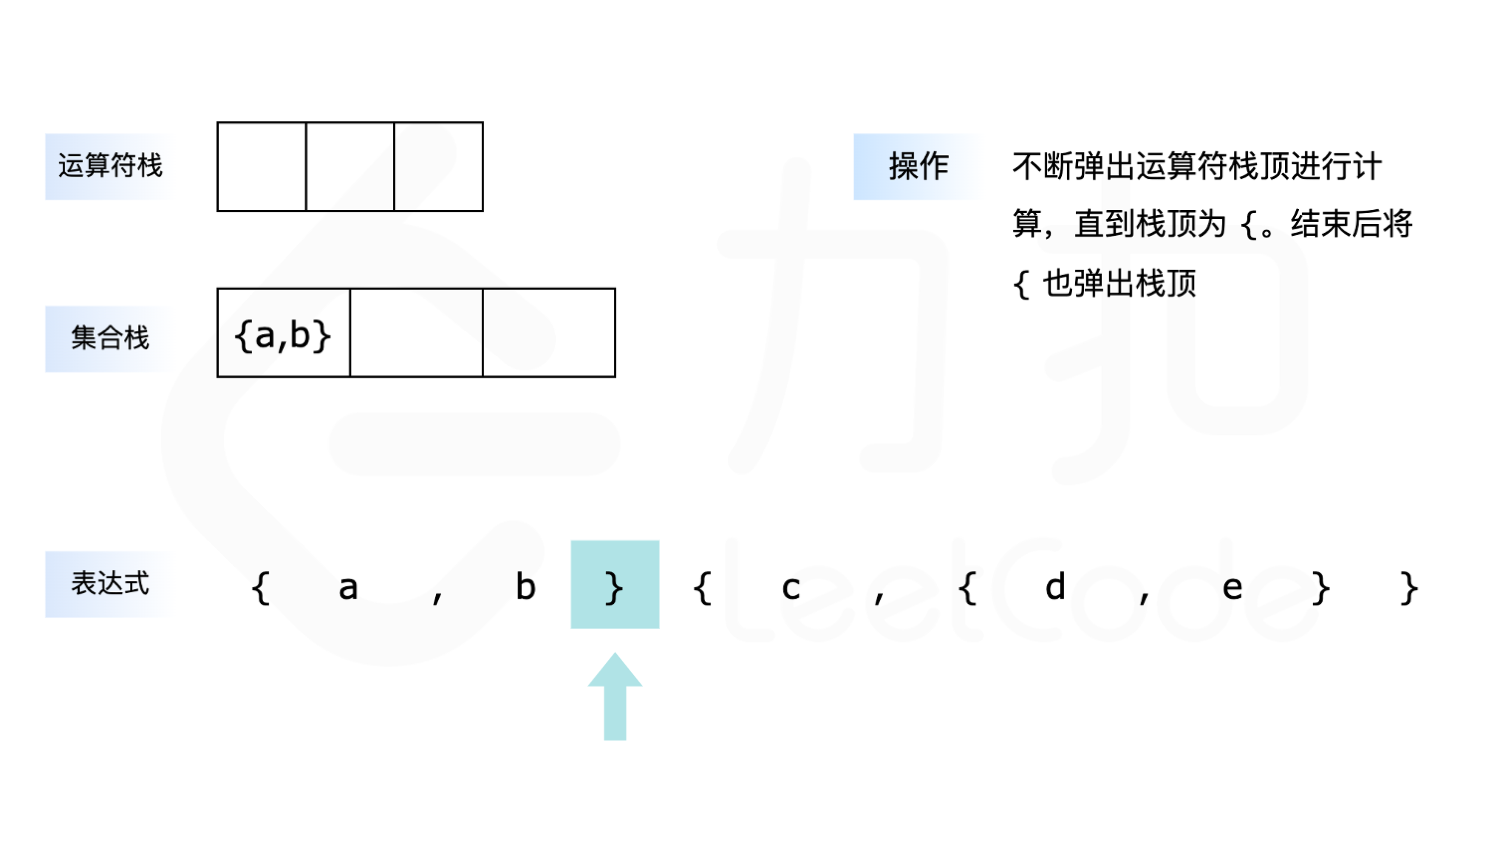 运算符栈
操作
不断弹出运算符栈顶进行计
算，直到栈顶为 {。结束后将
{ 也弹出栈顶
集合栈
{a,b}
表达式
{ a , b } { c , { d , e } }
力扣
LeetCode